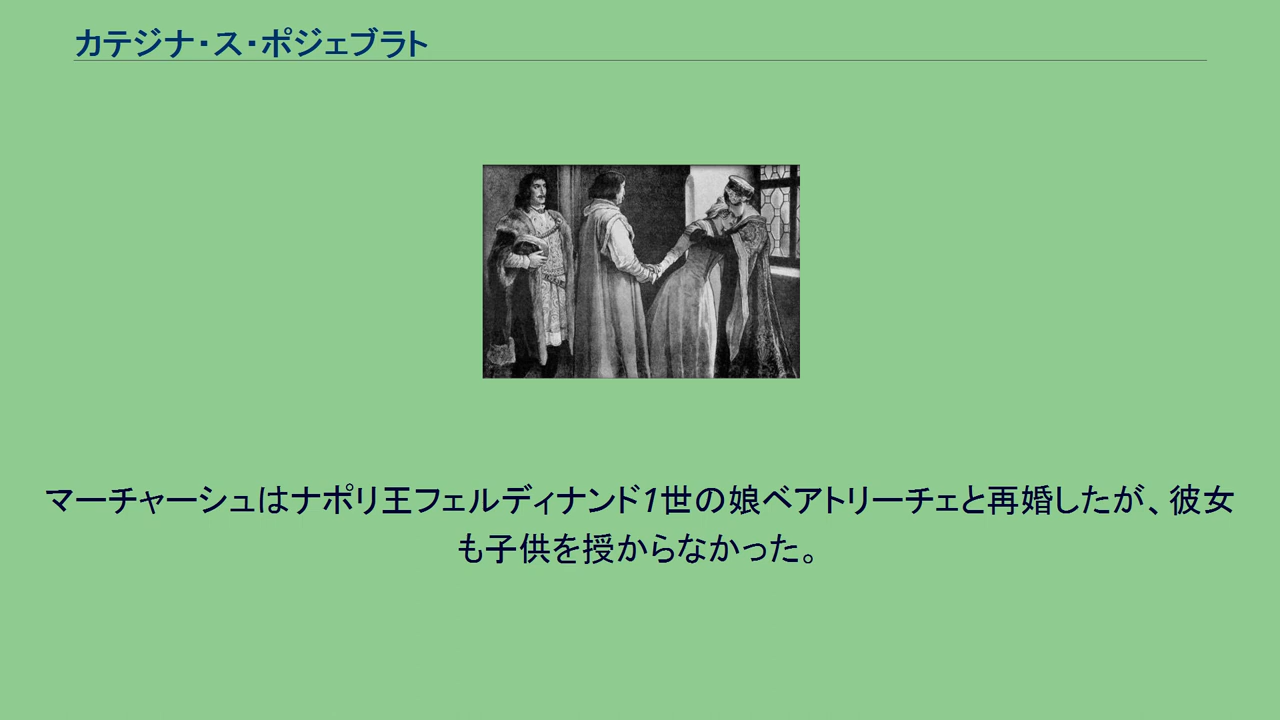 カテジナ・ス・ポジェブラト
マーチャーシュはナポリ王フェルディナンド1世の娘ベアトリーチェと再婚したが、彼女
も子供を授からなかった。